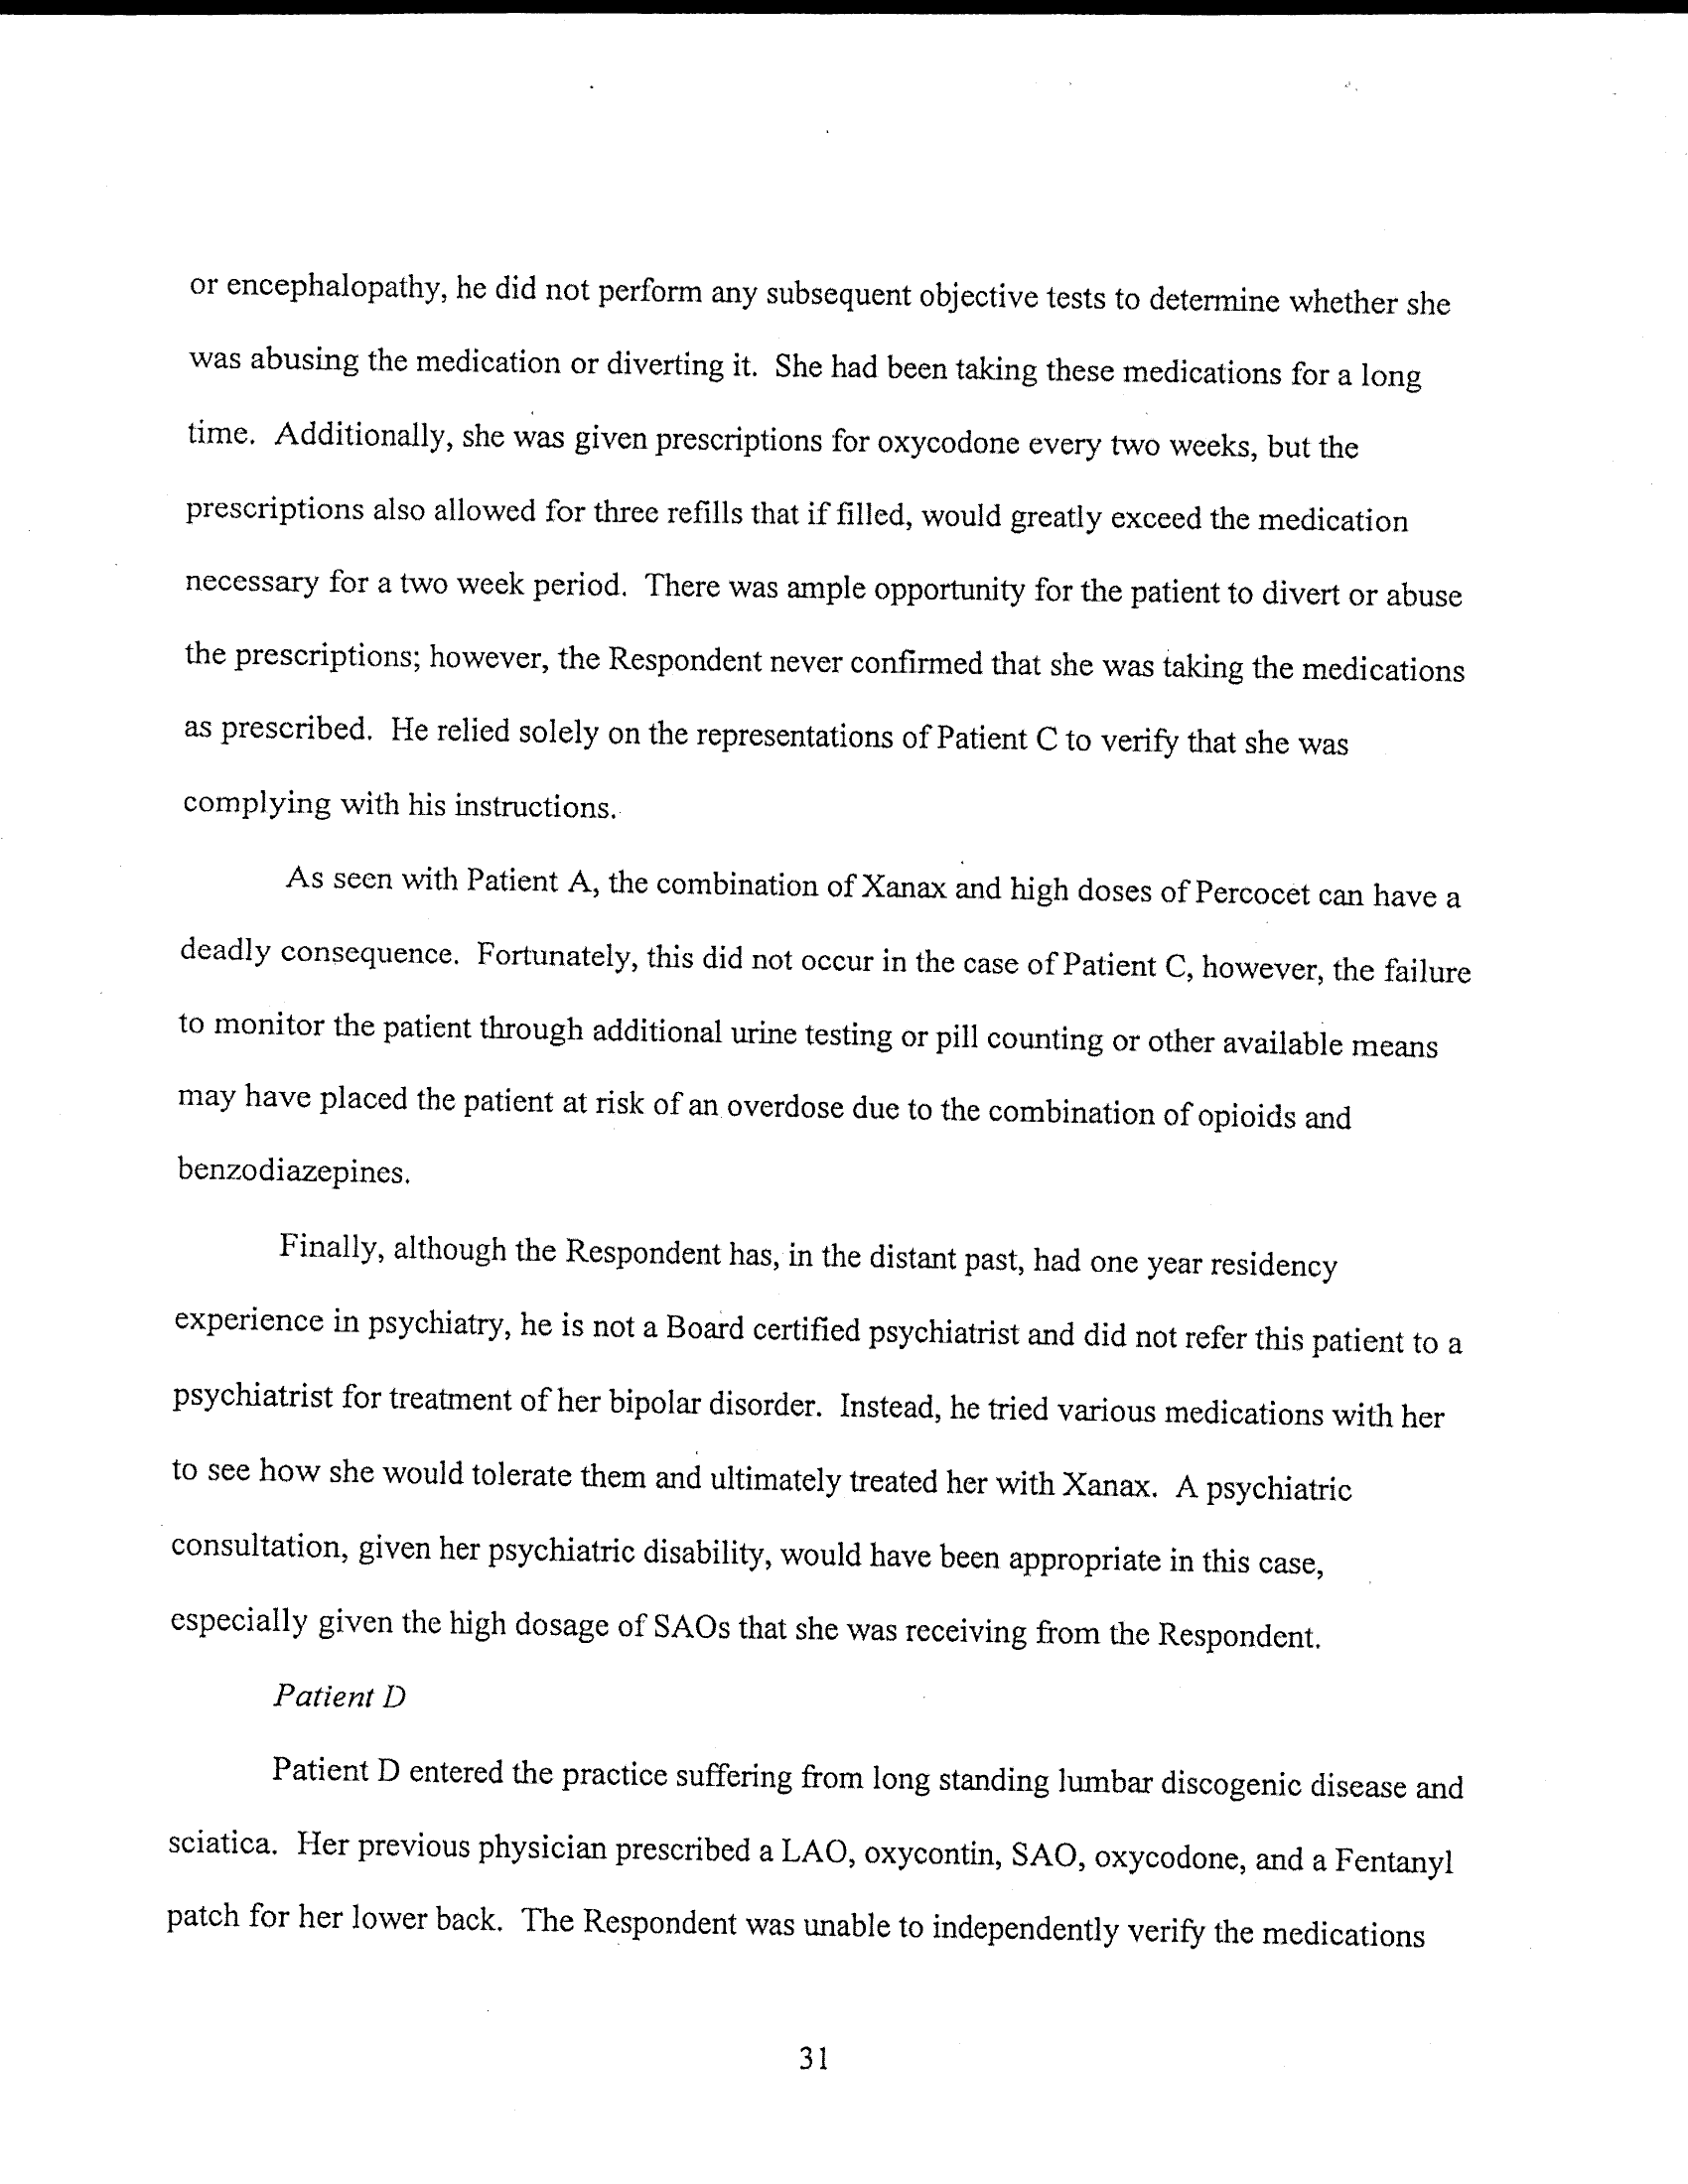 or encephalopathy, he did not perform any subsequent objective tests to determine whether she
was abusing the medication or diverting it. She had been taking these medications for a long
time. Additionally, she was given prescriptions for oxycodone every two weeks, but the
prescriptions also allowed for three refills that if filled, would greatly exceed the medication
necessary for a two week period. There was ample opportunity for the patient to divert or abuse
the prescriptions; however, the Respondent never confirmed that she was taking the medications
as prescribed. He relied solely on the representations of Patient C to verify that she was
complying with his instructions.
As seen with Patient A, the combination of Xanax and high doses of Percocet can have a
deadly consequence. Fortunately, this did not occur in the case of Patient C, however, the failure
to monitor the patient through additional urine testing or pill counting or other available means
may have placed the patient at risk of an overdose due to the combination of opioids and
benzodiazepines.
Finally, although the Respondent has, in the distant past, had one year residency
experience in psychiatry, he is not a Board certified psychiatrist and did not refer this patient to a
psychiatrist for treatment of her bipolar disorder. Instead, he tried various medications with her
to see how she would tolerate them and ultimately treated her with Xanax. A psychiatric
consultation, given her psychiatric disability, would have been appropriate in this case,
especially given the high dosage of SAOs that she was receiving from the Respondent.
Patient D
Patient D entered the practice suffering from long standing lumbar discogenic disease and
sciatica. Her previous physician prescribed a LAO, oxycontin, SAO, oxycodone, and a Fentanyl
patch for her lower back. The Respondent was unable to independently verify the medications
31